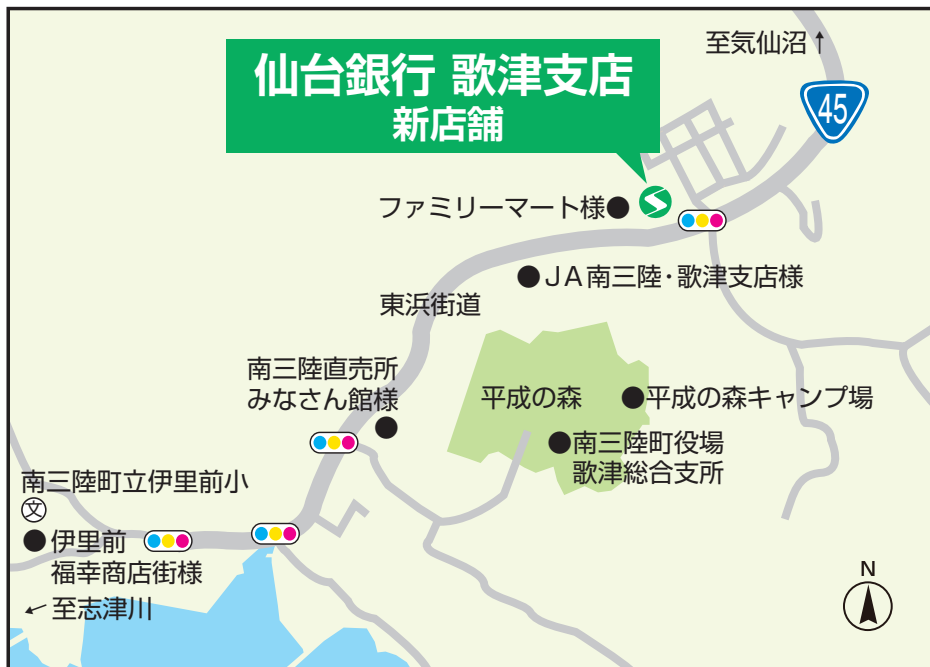 至気仙沼↑
仙台銀行 歌津支店
新店舗
45
ファミリーマート様
JA南三陸・歌津支店様
東浜街道
南三陸直売所
みなさん館様
平成の森
平成の森キャンプ場
南三陸町役場
歌津総合支所
南三陸町立伊里前小
文
伊里前
福幸商店街様
←至志津川
N